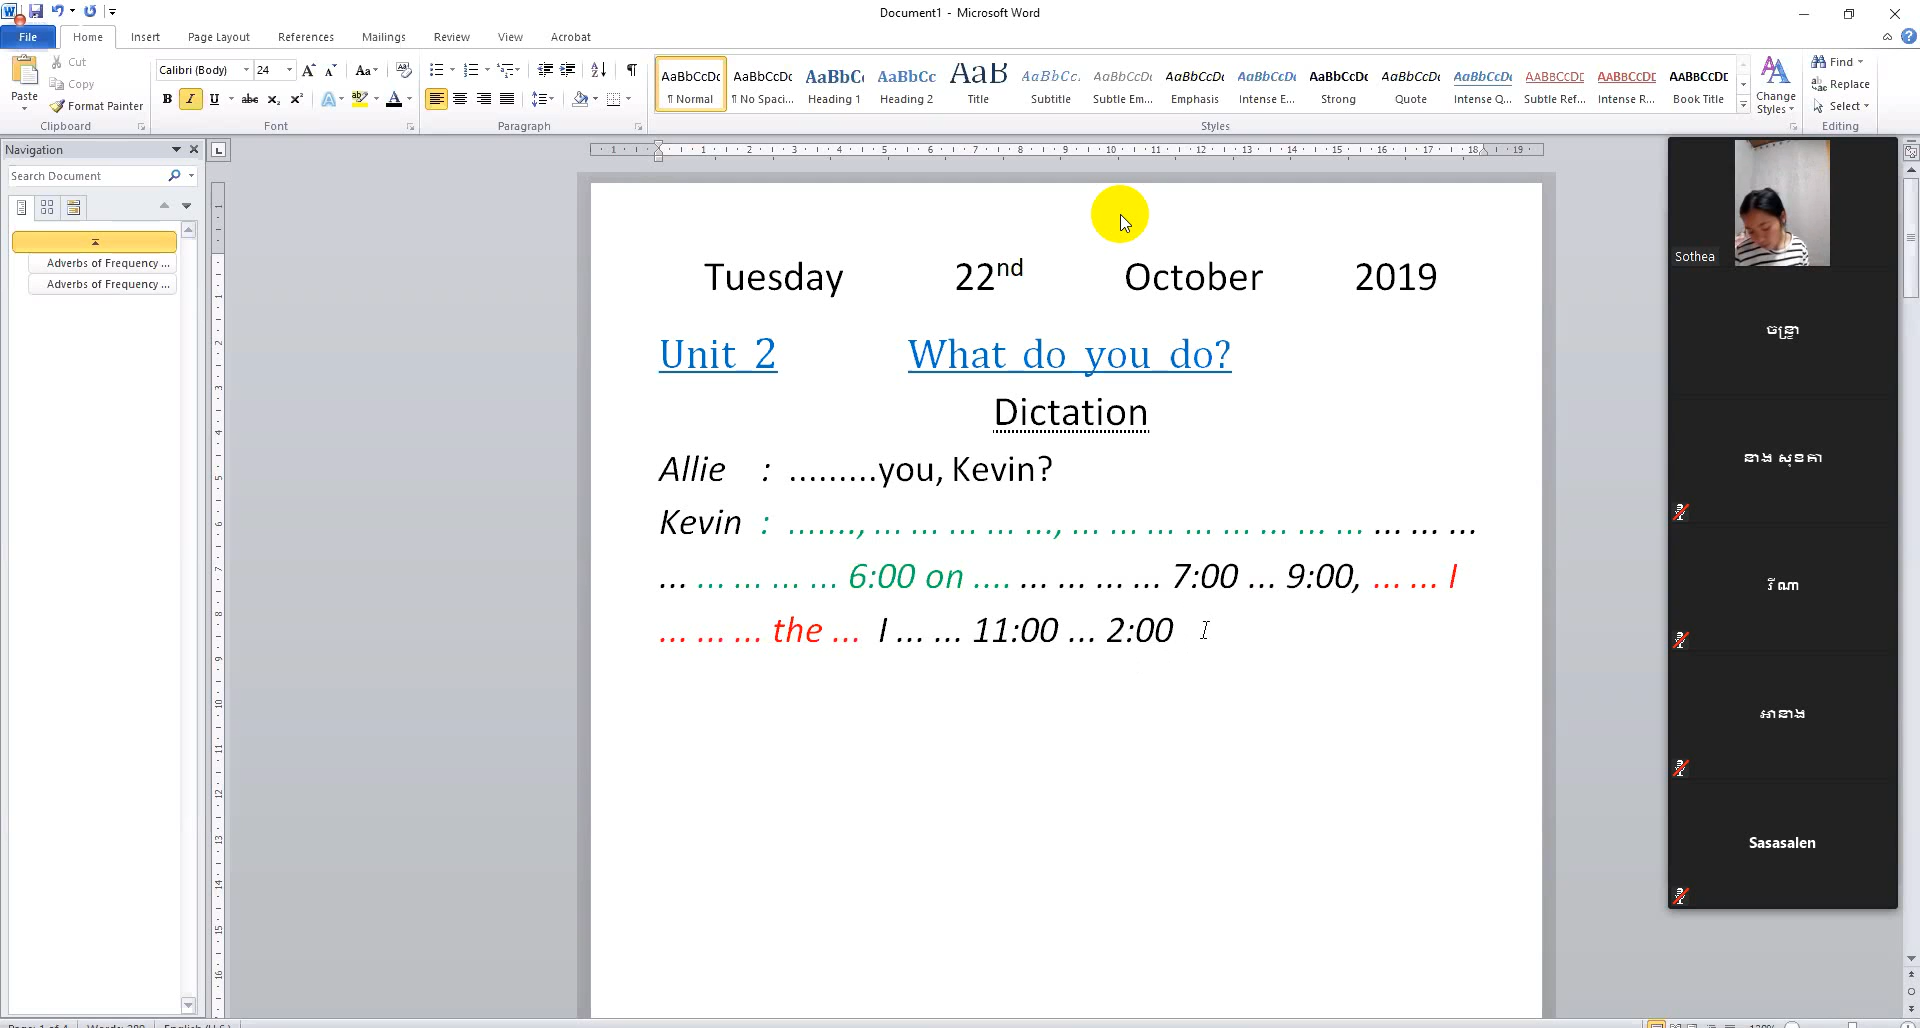 Document1 - Microsoft Word
File Home Insert Page Layout References Mailings Review View Acrobat
Paste
Cut
Copy
Format Painter
Clipboard
Calibri (Body) 24
Font
Paragraph
AaBbCcDc AaBbCcDc AaBbC AaBbCc AaB AaBbCc. AaBbCcDc AaBbCcDc AaBbCcDc AaBbCcDc AaBbCcDc AaBbCcDc AABBCCDE AABBCCDE AABBCCDE
¶ Normal ¶ No Spaci... Heading 1 Heading 2 Title Subtitle Subtle Em... Emphasis Intense E... Strong Quote Intense Q... Subtle Ref... Intense R... Book Title
Styles
Change Styles
Find
Replace
Select
Editing
Navigation
Search Document
Adverbs of Frequency ...
Adverbs of Frequency ...
Tuesday 22nd October 2019
Unit 2 What do you do?
Dictation
Allie : .........you, Kevin?
Kevin : ......., ... ... ... ... ..., ... ... ... ... ... ... ... ... ... ... ...
... ... ... ... ... 6:00 on .... ... ... ... ... 7:00 ... 9:00, ... ... I
... ... ... the ... I ... ... 11:00 ... 2:00
Sothea
ចន្ទ្រា
នាង សុខគា
រីណា
អានាង
Sasasalen